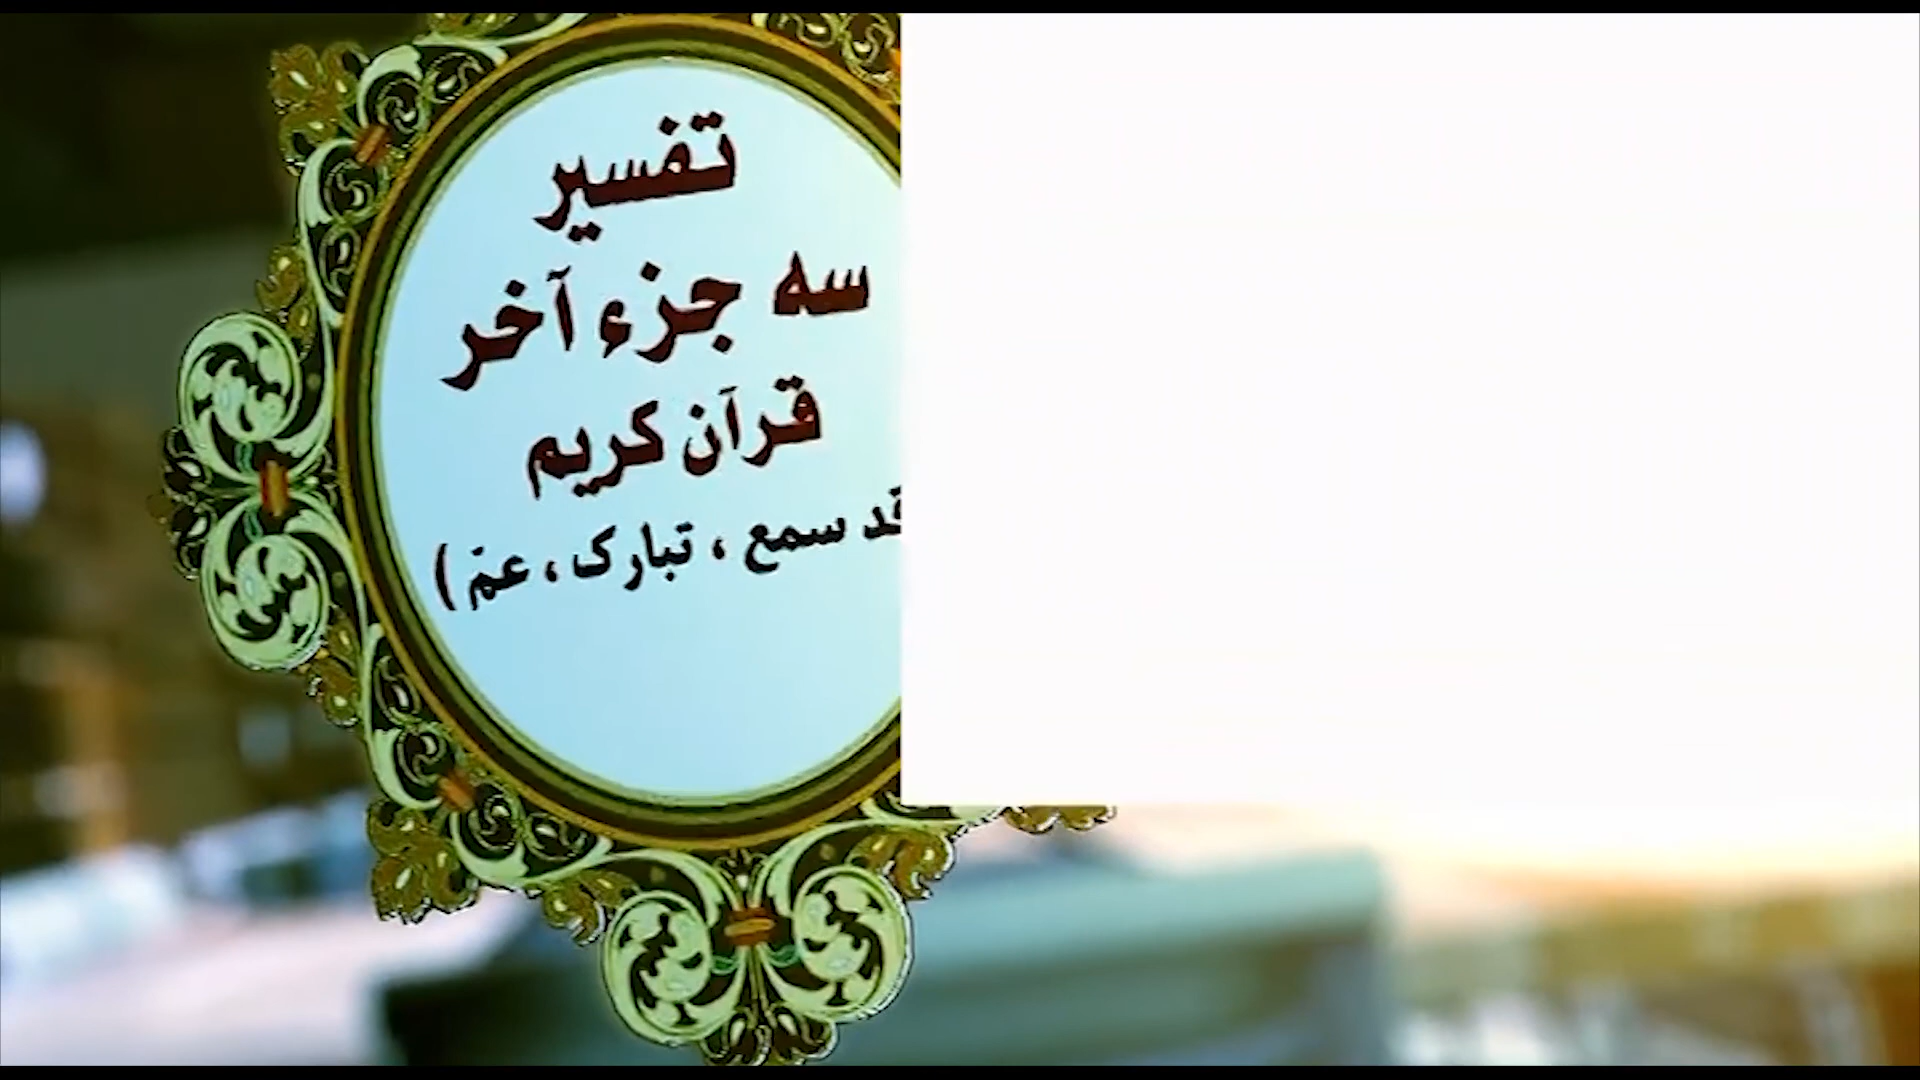 تفسیر
سه جزء آخر
قرآن کریم
سمع ، تبارک ، عمّ )